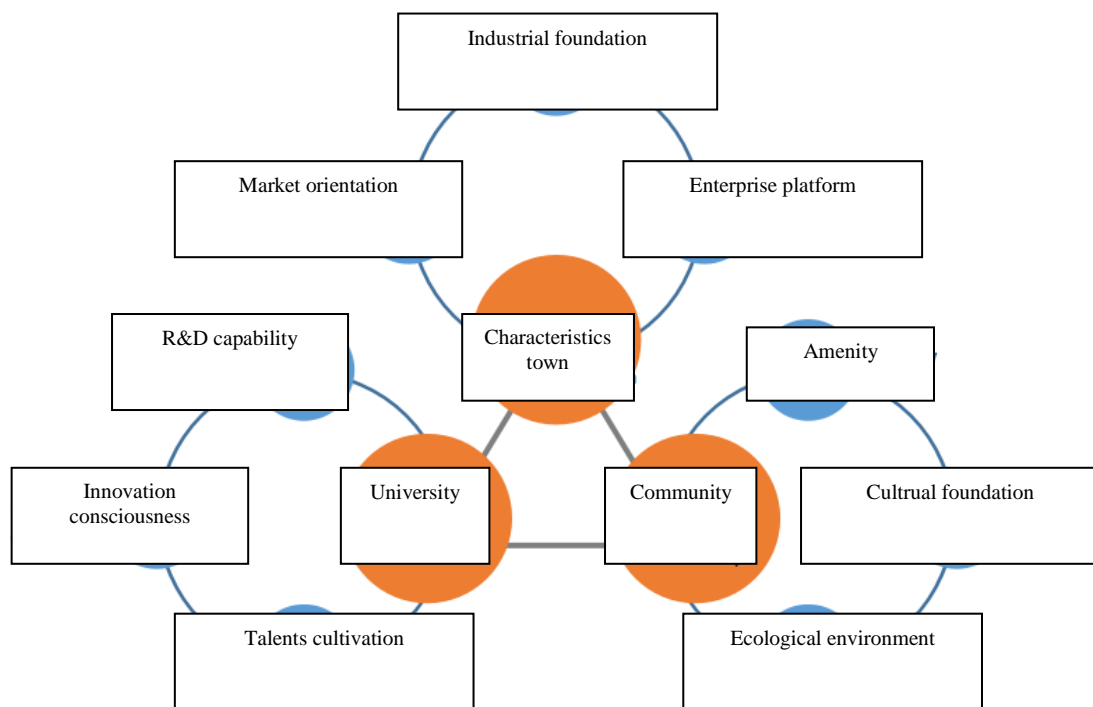 Industrial foundation
Market orientation
Enterprise platform
R&D capability
Characteristics
town
Amenity
Innovation
consciousness
University
Community
Cultrual foundation
Talents cultivation
Ecological environment